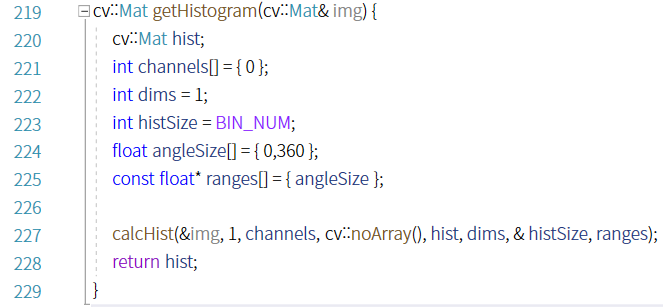 219 cv::Mat getHistogram(cv::Mat& img) {
220 cv::Mat hist;
221 int channels[] = { 0 };
222 int dims = 1;
223 int histSize = BIN_NUM;
224 float angleSize[] = { 0,360 };
225 const float* ranges[] = { angleSize };
226
227 calcHist(&img, 1, channels, cv::noArray(), hist, dims, & histSize, ranges);
228 return hist;
229 }